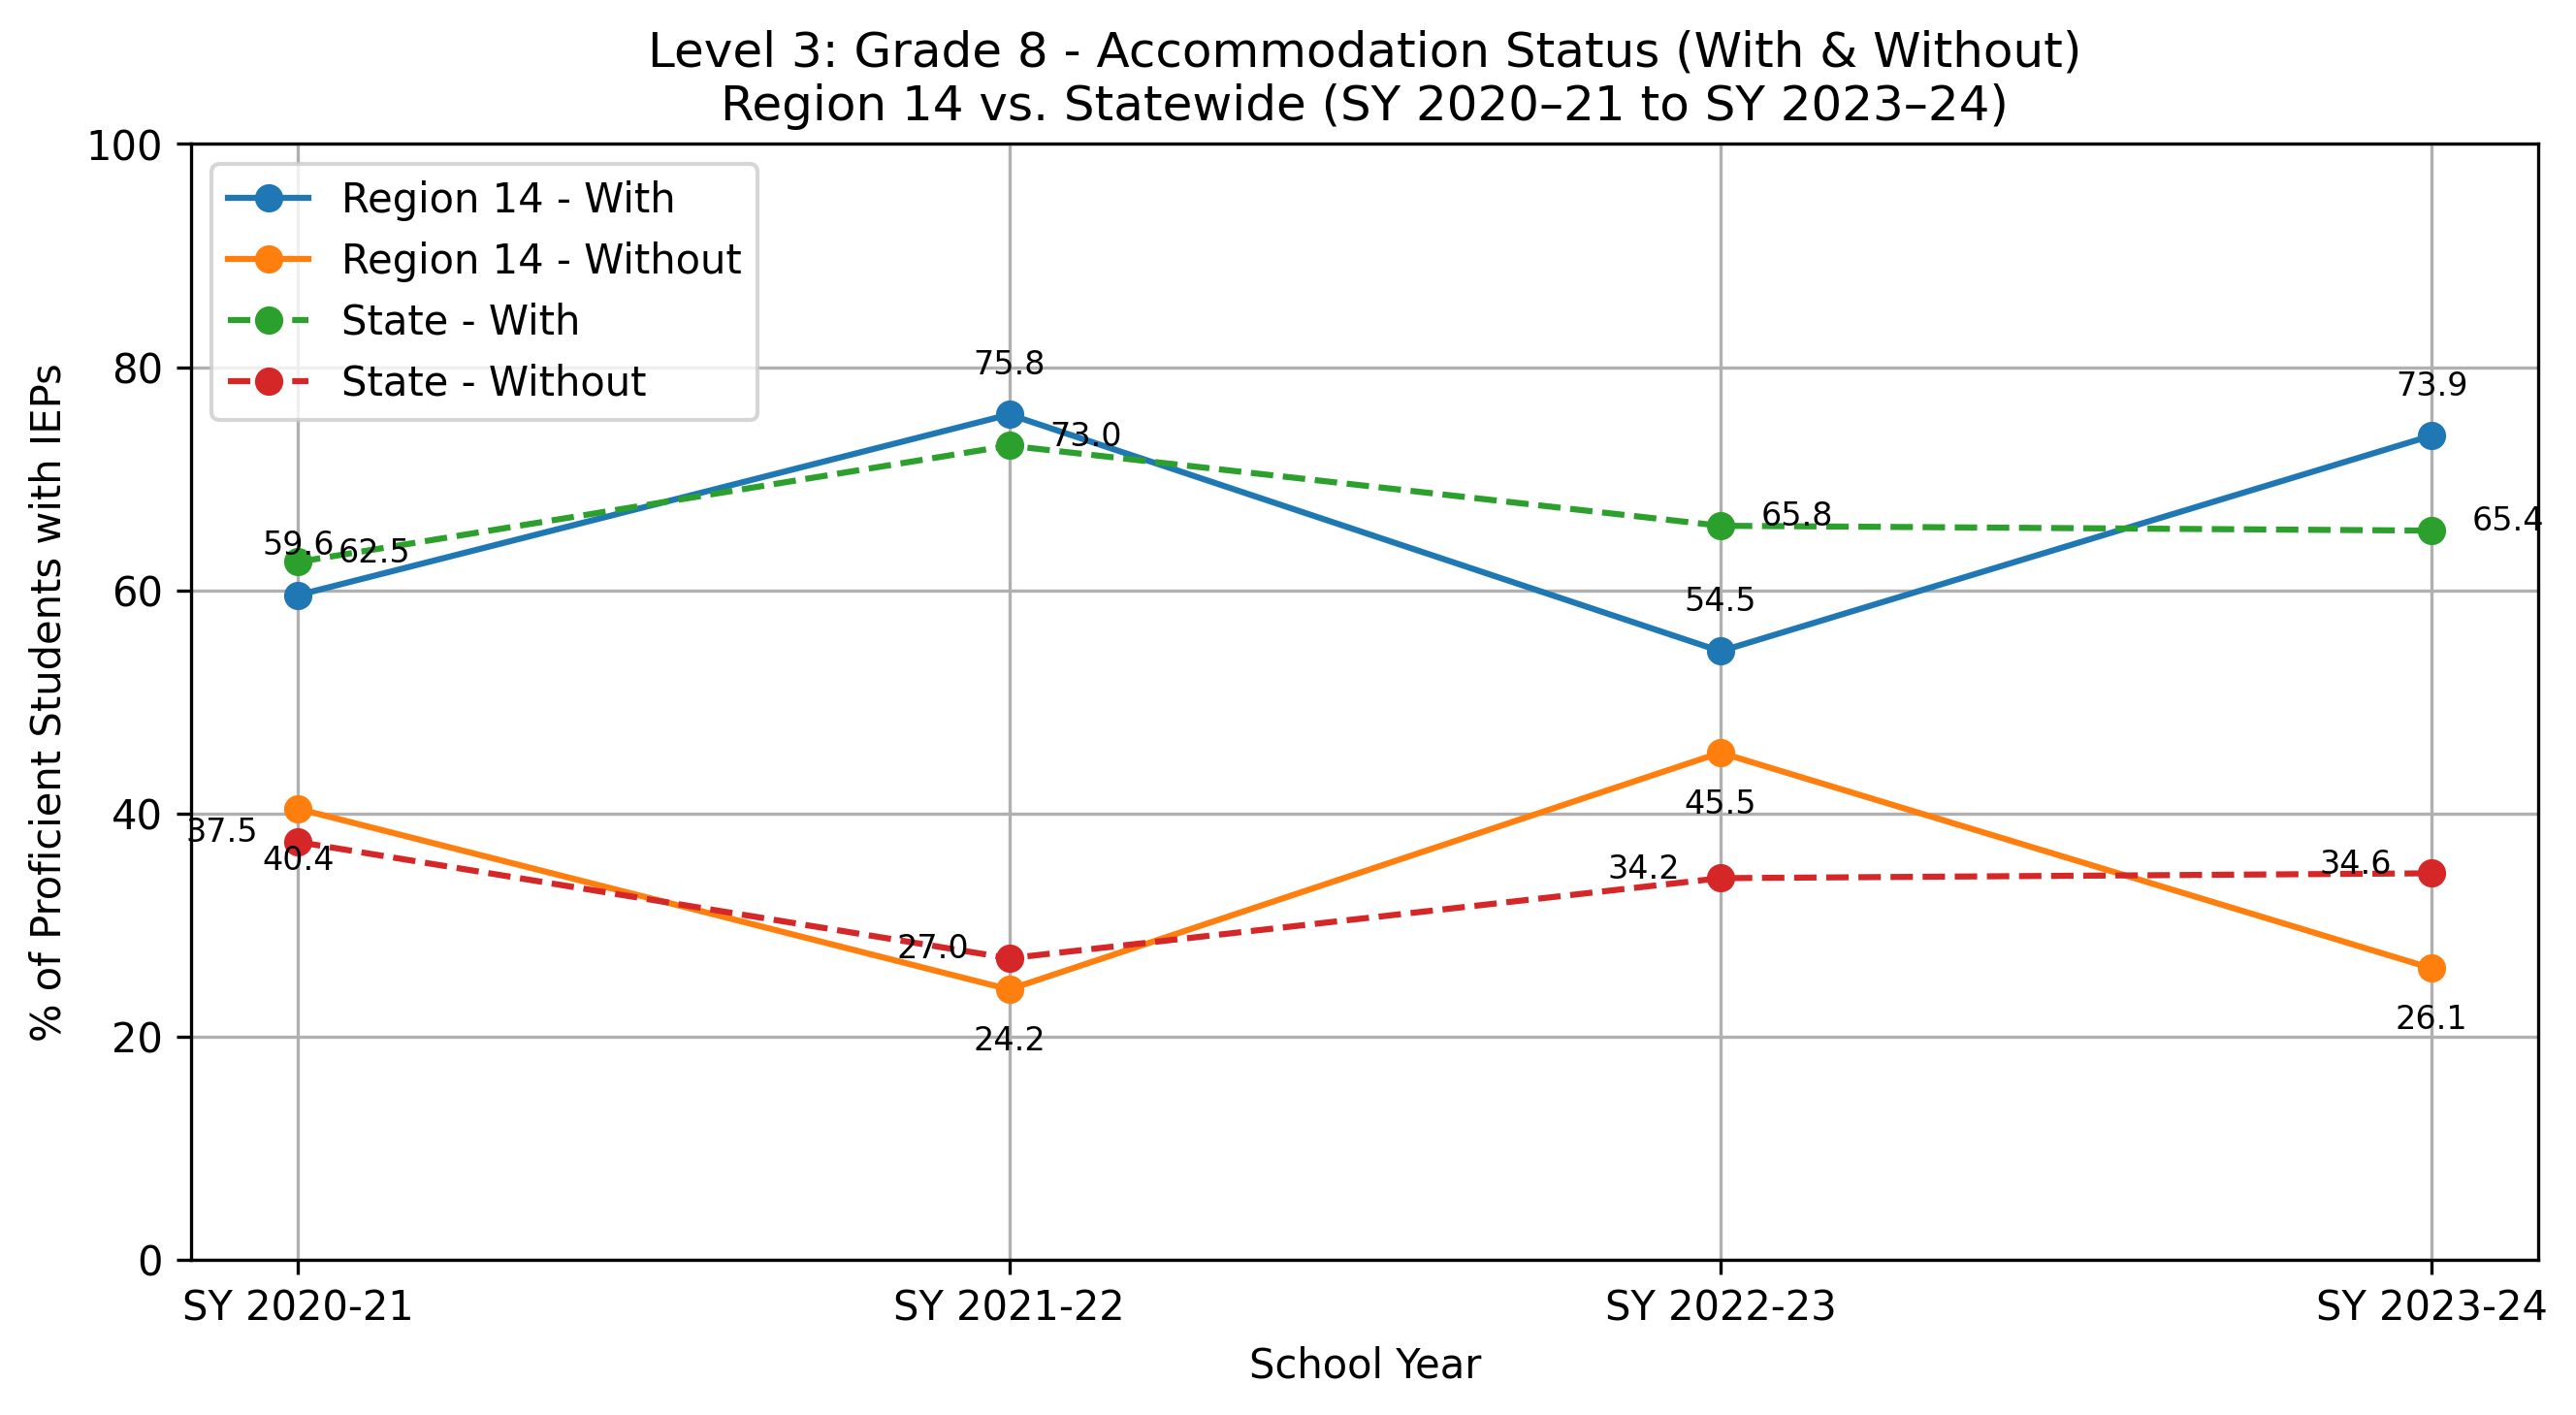 Level 3: Grade 8 - Accommodation Status (With & Without)
Region 14 vs. Statewide (SY 2020–21 to SY 2023–24)
100
80
60
40
20
0
% of Proficient Students with IEPs
Region 14 - With
Region 14 - Without
State - With
State - Without
59.6
62.5
37.5
40.4
75.8
73.0
27.0
24.2
65.8
54.5
45.5
34.2
73.9
65.4
34.6
26.1
SY 2020-21
SY 2021-22
SY 2022-23
SY 2023-24
School Year